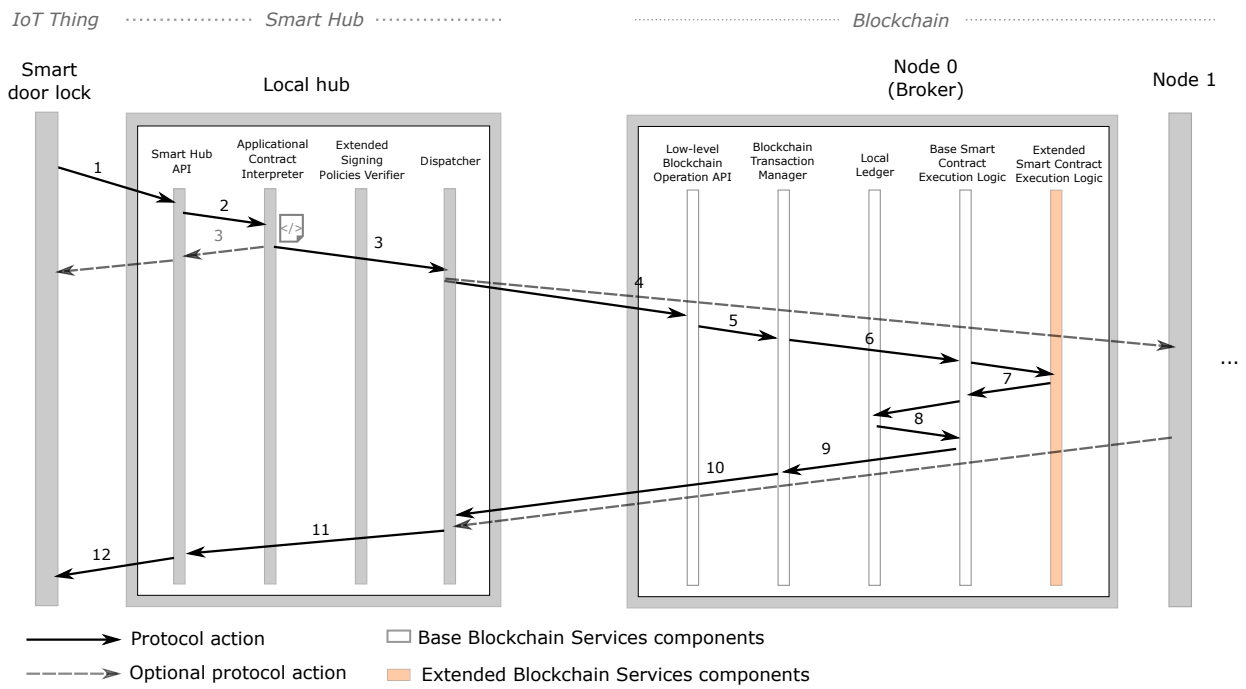 IoT Thing
Smart Hub
Blockchain
Smart
door lock
Local hub
Node 0
(Broker)
Node 1
Smart Hub
API
Applicational
Contract
Interpreter
Extended
Signing
Policies Verifier
Dispatcher
Low-level
Blockchain
Operation API
Blockchain
Transaction
Manager
Local
Ledger
Base Smart
Contract
Execution Logic
Extended
Smart Contract
Execution Logic
1
2
</>
3
3
4
5
6
...
7
8
9
10
11
12
Protocol action
Base Blockchain Services components
Optional protocol action
Extended Blockchain Services components